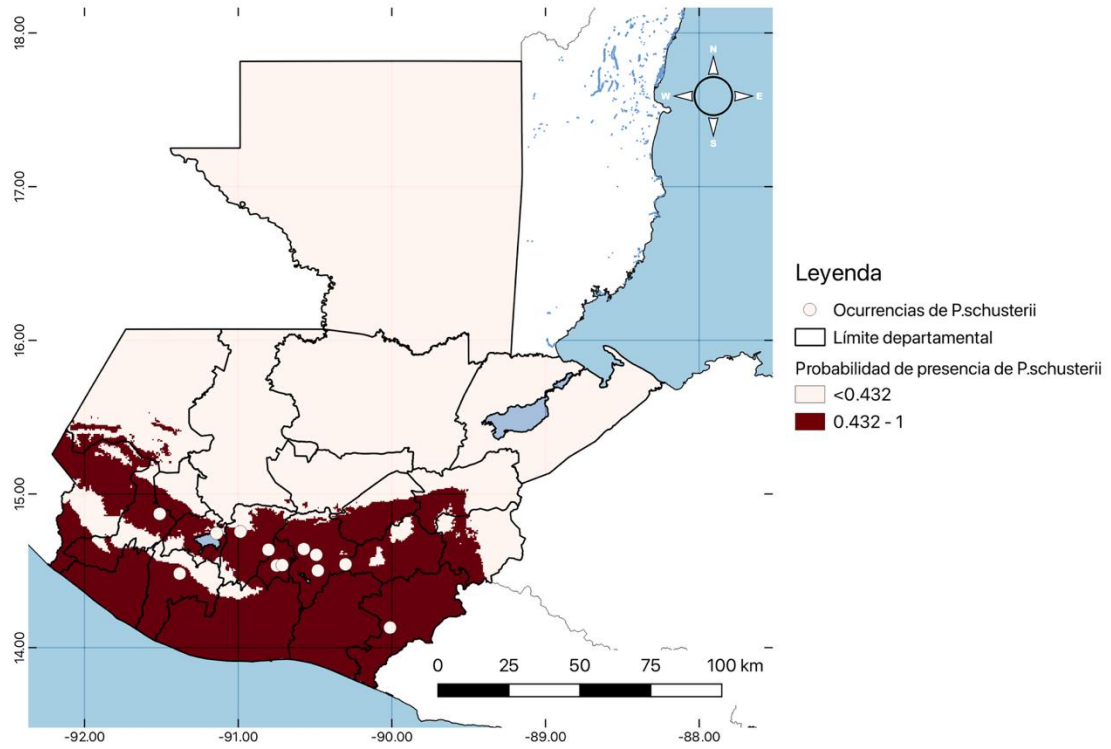 18.00
17.00
16.00
15.00
14.00
N
W
E
S
Leyenda
Ocurrencias de P.schusterii
Límite departamental
Probabilidad de presencia de P.schusterii
<0.432
0.432 - 1
0 25 50 75 100 km
-92.00 -91.00 -90.00 -89.00 -88.00